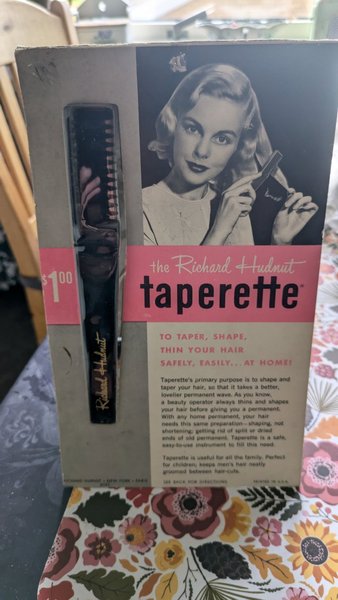 $1.00
Richard Hudnut
the Richard Hudnut
taperette
TO TAPER, SHAPE,
THIN YOUR HAIR
SAFELY, EASILY...AT HOME!
Taperette's primary purpose is to shape and
taper your hair, so that it takes a better,
lovelier permanent wave. As you know,
a beauty operator always thins and shapes
your hair before giving you a permanent.
With any home permanent, your hair
needs this same preparation—shaping, not
shortening; getting rid of split or dried
ends of old permanent. Taperette is a safe,
easy-to-use instrument to fill this need.
Taperette is useful for all the family. Perfect
for children; keeps men's hair neatly
groomed between hair-cuts.
RICHARD HUDNUT · NEW YORK · PARIS
SEE BACK FOR DIRECTIONS
PRINTED IN U.S.A.